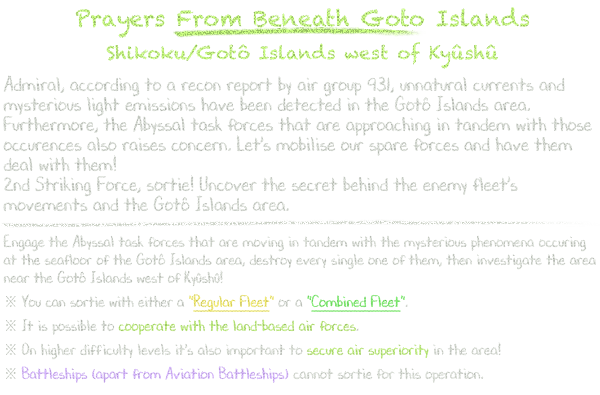 Prayers From Beneath Goto Islands
Shikoku/Gotô Islands west of Kyûshû
Admiral, according to a recon report by air group 931, unnatural currents and
mysterious light emissions have been detected in the Gotô Islands area.
Furthermore, the Abyssal task forces that are approaching in tandem with those
occurences also raises concern. Let's mobilise our spare forces and have them
deal with them!
2nd Striking Force, sortie! Uncover the secret behind the enemy fleet's
movements and the Gotô Islands area.
Engage the Abyssal task forces that are moving in tandem with the mysterious phenomena occuring
at the seafloor of the Gotô Islands area, destroy every single one of them, then investigate the area
near the Gotô Islands west of Kyûshû!
※ You can sortie with either a "Regular Fleet" or a "Combined Fleet".
※ It is possible to cooperate with the land-based air forces.
※ On higher difficulty levels it's also important to secure air superiority in the area!
※ Battleships (apart from Aviation Battleships) cannot sortie for this operation.